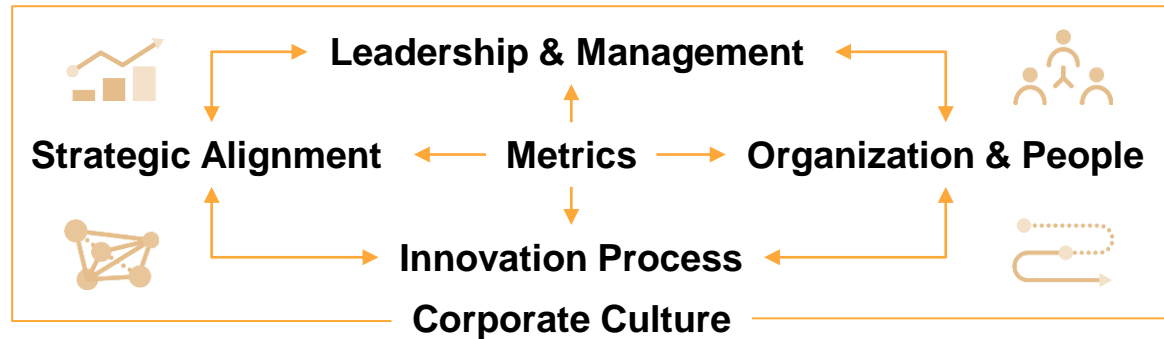 Leadership & Management
Strategic Alignment
Metrics
Organization & People
Innovation Process
Corporate Culture